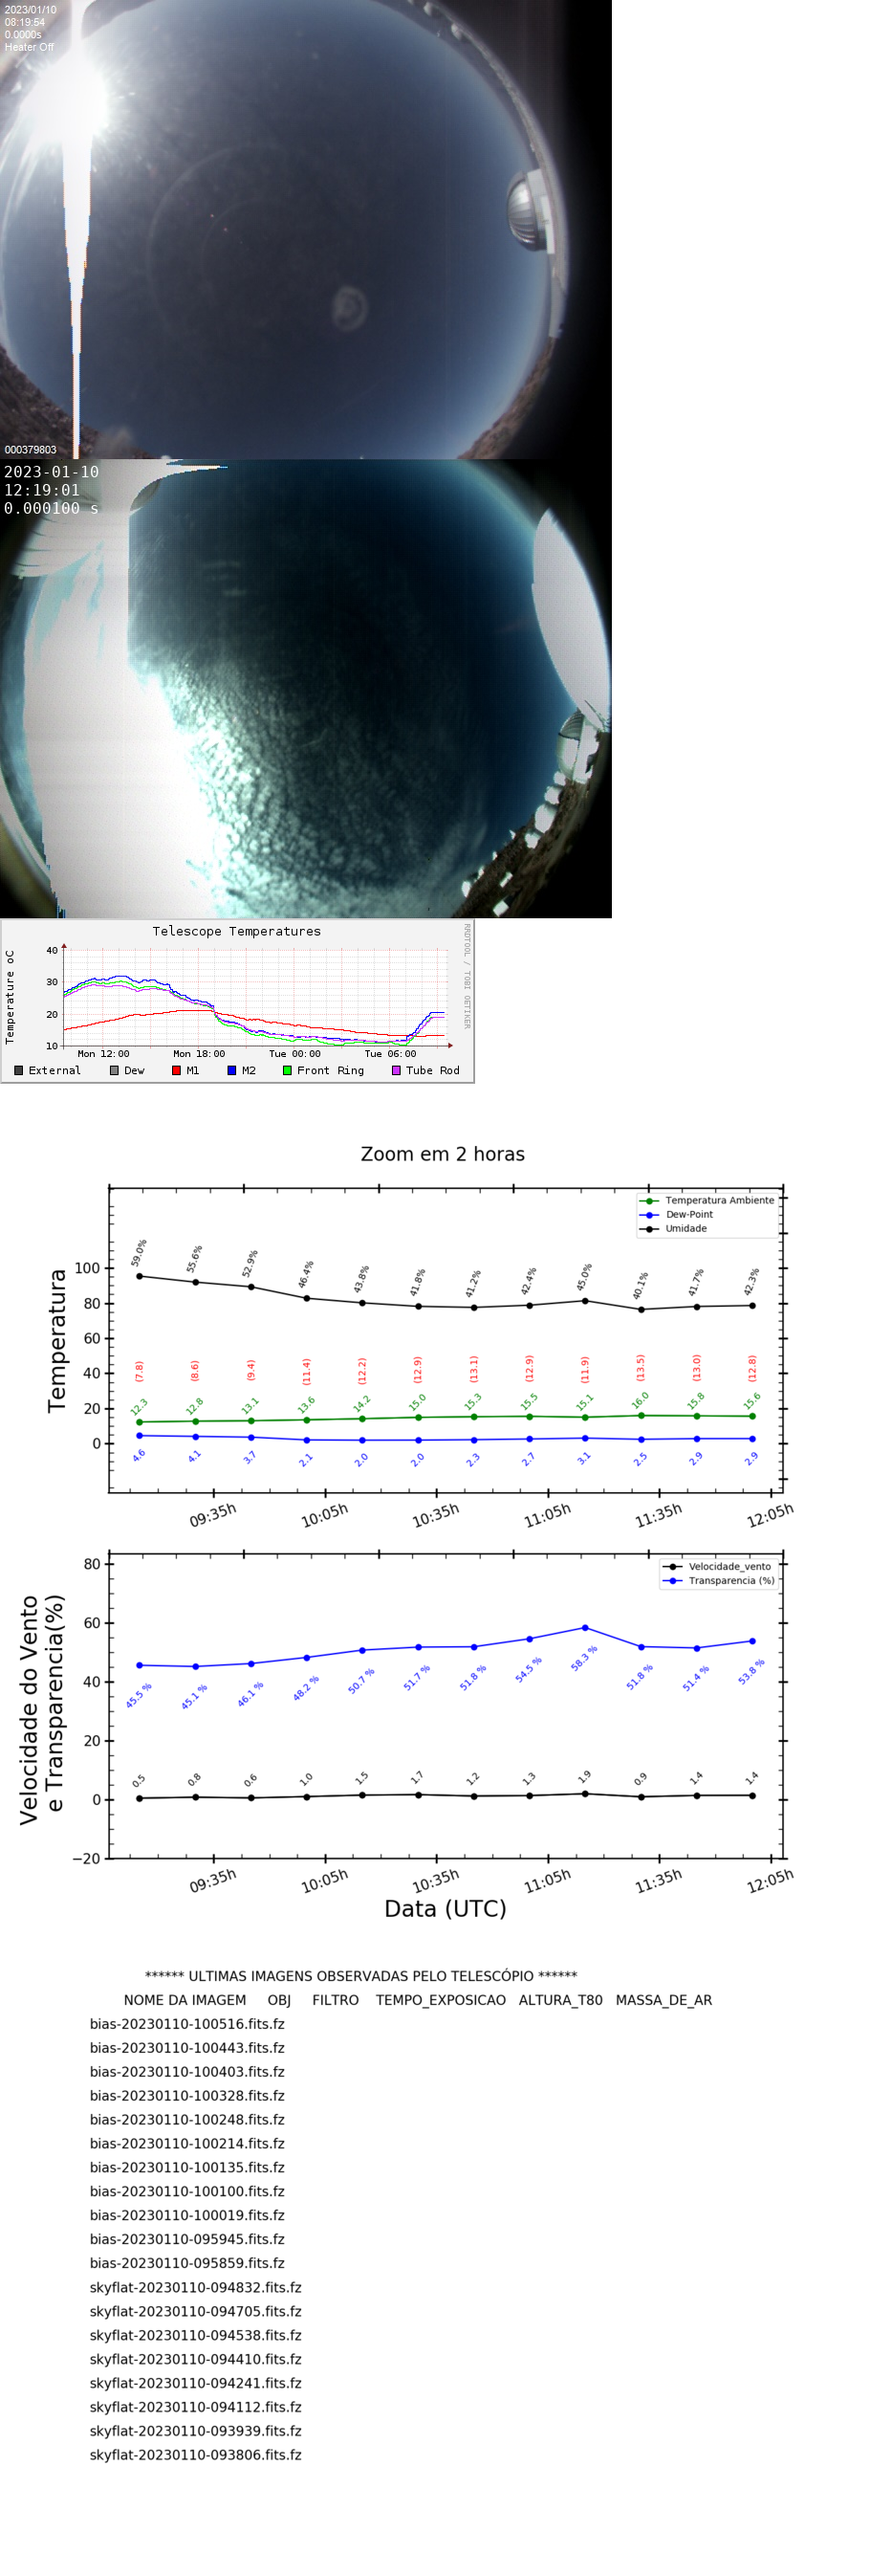 2023/01/10
08:19:54
0.0000s
Heater Off
000379803
2023-01-10
12:19:01
0.000100 s
Telescope Temperatures
RRDTOOL / TOBI OETIKER
Temperature oC
40
30
20
10
Mon 12:00 Mon 18:00 Tue 00:00 Tue 06:00
External Dew M1 M2 Front Ring Tube Rod
Zoom em 2 horas
Temperatura Ambiente
Dew-Point
Umidade
Temperatura
100
80
60
40
20
0
59.0% 55.6% 52.9% 46.4% 43.8% 41.8% 41.2% 42.4% 45.0% 40.1% 41.7% 42.3%
(7.8) (8.6) (9.4) (11.4) (12.2) (12.9) (13.1) (12.9) (11.9) (13.5) (13.0) (12.8)
12.3 12.8 13.1 13.6 14.2 15.0 15.3 15.5 15.1 16.0 15.8 15.6
4.6 4.1 3.7 2.1 2.0 2.0 2.3 2.7 3.1 2.5 2.9 2.9
09:35h 10:05h 10:35h 11:05h 11:35h 12:05h
Velocidade_vento
Transparencia (%)
Velocidade do Vento
e Transparencia(%)
80
60
40
20
0
−20
45.5 % 45.1 % 46.1 % 48.2 % 50.7 % 51.7 % 51.8 % 54.5 % 58.3 % 51.8 % 51.4 % 53.8 %
0.5 0.8 0.6 1.0 1.5 1.7 1.2 1.3 1.9 0.9 1.4 1.4
09:35h 10:05h 10:35h 11:05h 11:35h 12:05h
Data (UTC)
****** ULTIMAS IMAGENS OBSERVADAS PELO TELESCÓPIO ******
NOME DA IMAGEM OBJ FILTRO TEMPO_EXPOSICAO ALTURA_T80 MASSA_DE_AR
bias-20230110-100516.fits.fz
bias-20230110-100443.fits.fz
bias-20230110-100403.fits.fz
bias-20230110-100328.fits.fz
bias-20230110-100248.fits.fz
bias-20230110-100214.fits.fz
bias-20230110-100135.fits.fz
bias-20230110-100100.fits.fz
bias-20230110-100019.fits.fz
bias-20230110-095945.fits.fz
bias-20230110-095859.fits.fz
skyflat-20230110-094832.fits.fz
skyflat-20230110-094705.fits.fz
skyflat-20230110-094538.fits.fz
skyflat-20230110-094410.fits.fz
skyflat-20230110-094241.fits.fz
skyflat-20230110-094112.fits.fz
skyflat-20230110-093939.fits.fz
skyflat-20230110-093806.fits.fz